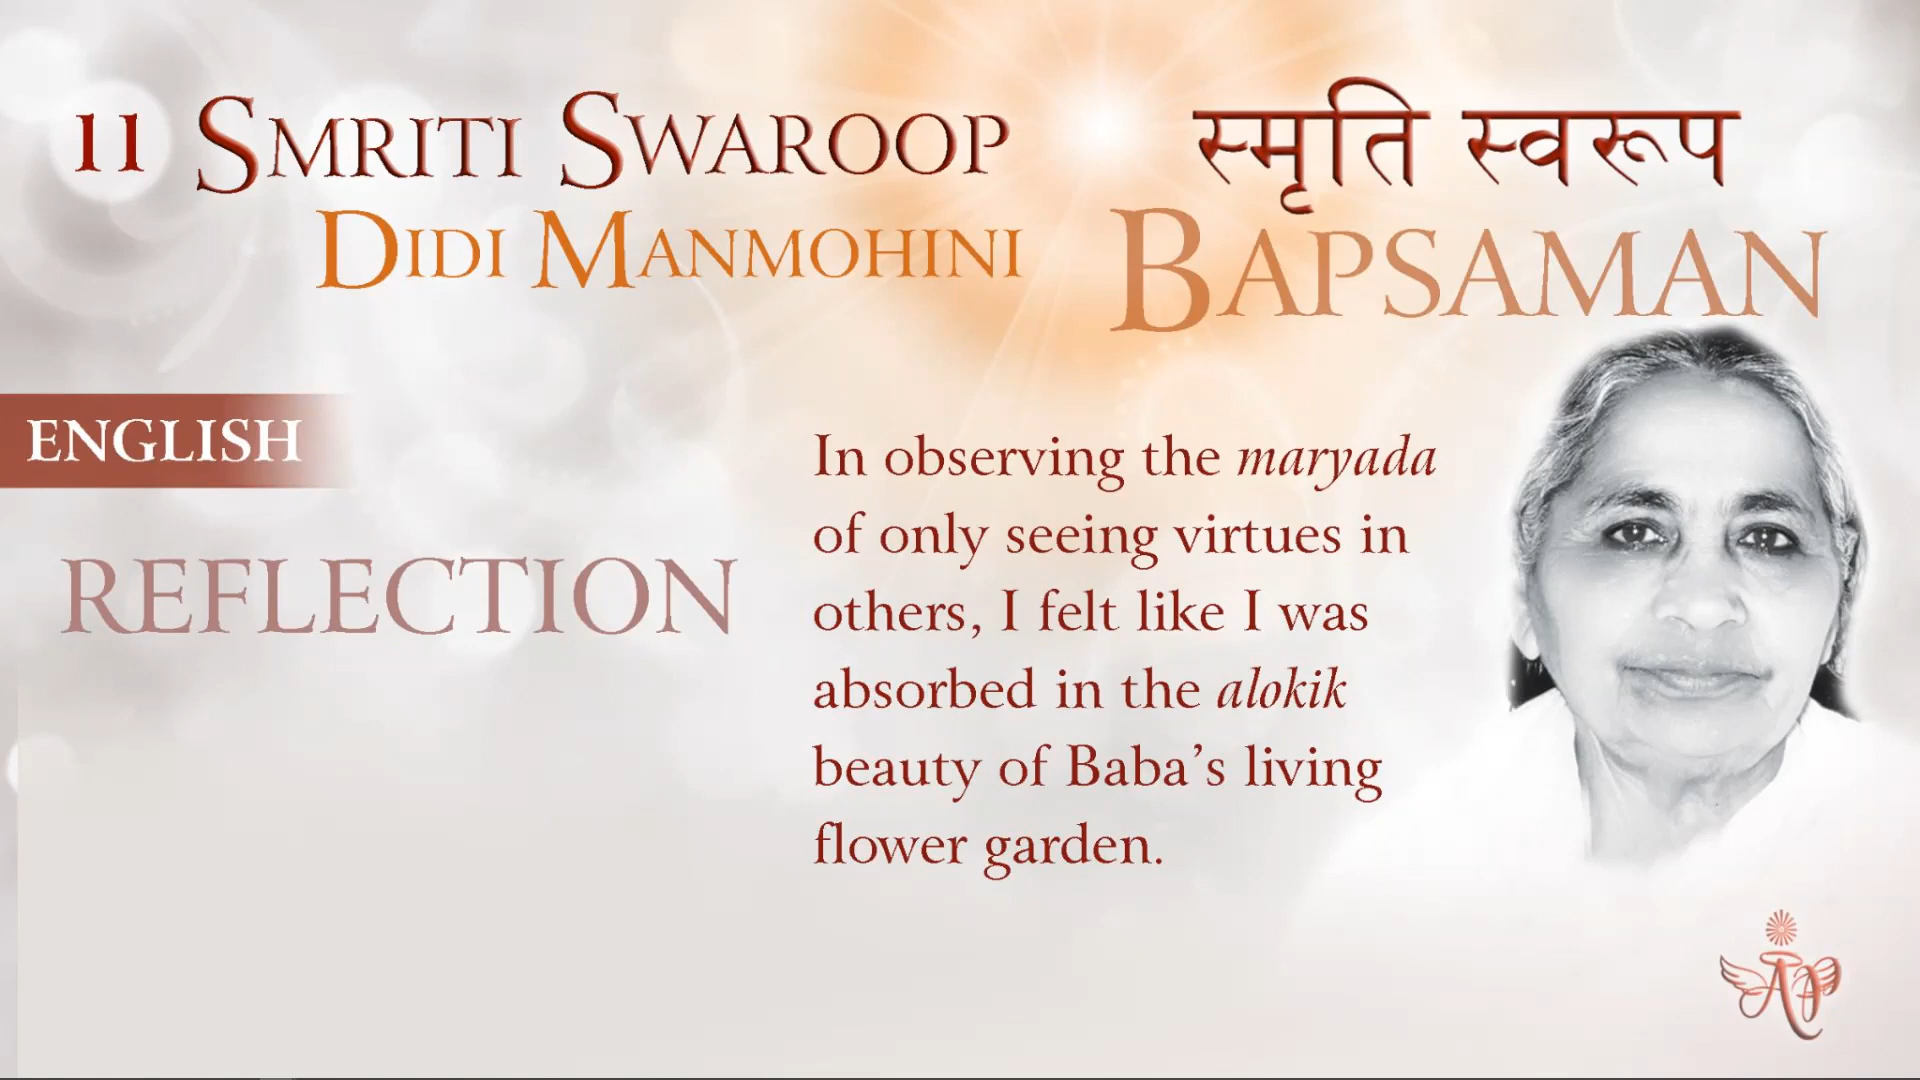 11 SMRITI SWAROOP
स्मृति स्वरूप
DIDI MANMOHINI
BAPSAMAN
ENGLISH
REFLECTION
In observing the maryada
of only seeing virtues in
others, I felt like I was
absorbed in the alokik
beauty of Baba’s living
flower garden.